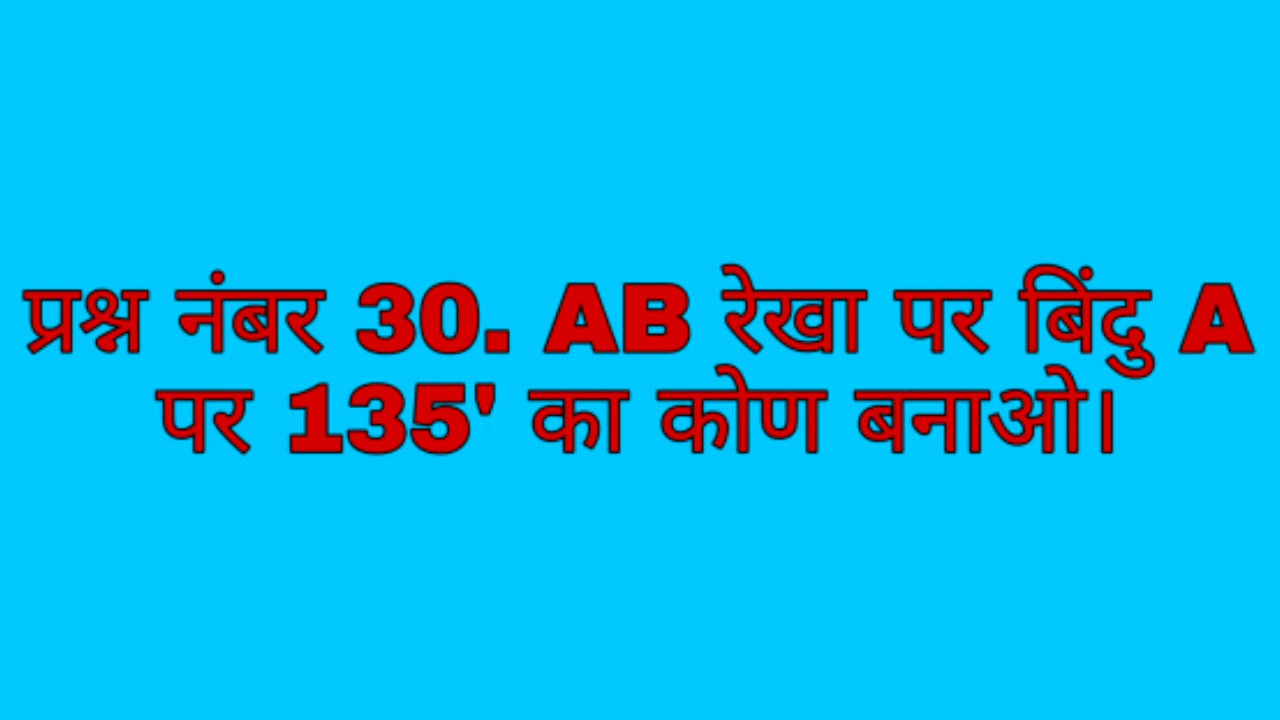 प्रश्न नंबर 30. AB रेखा पर बिंदु A
पर 135' का कोण बनाओ।